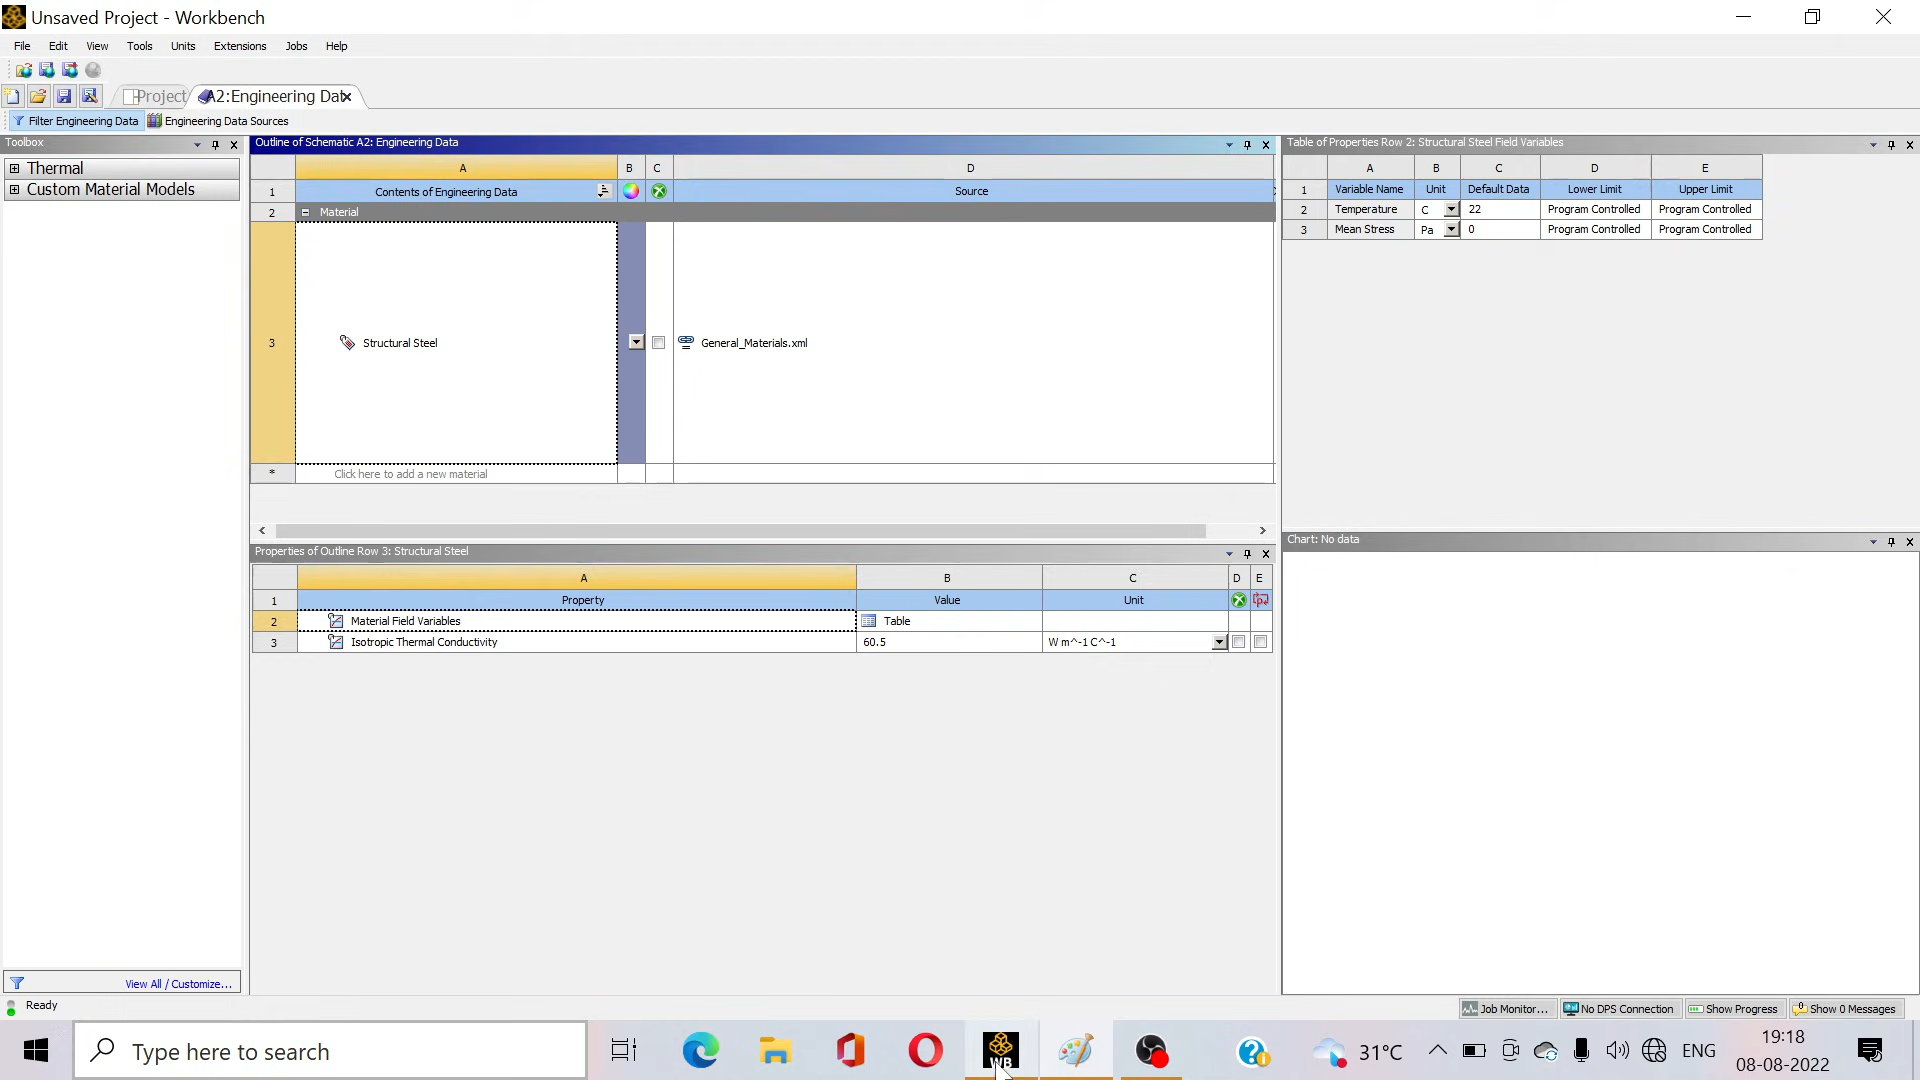 Unsaved Project - Workbench
File Edit View Tools Units Extensions Jobs Help
Project A2:Engineering Dat
Filter Engineering Data Engineering Data Sources
Toolbox
Thermal
Custom Material Models
View All / Customize...
Outline of Schematic A2: Engineering Data
A B C D
1 Contents of Engineering Data Source
2 Material
3 Structural Steel General_Materials.xml
* Click here to add a new material
Properties of Outline Row 3: Structural Steel
A B C D E
1 Property Value Unit
2 Material Field Variables Table
3 Isotropic Thermal Conductivity 60.5 W m^-1 C^-1
Table of Properties Row 2: Structural Steel Field Variables
A B C D E
1 Variable Name Unit Default Data Lower Limit Upper Limit
2 Temperature C 22 Program Controlled Program Controlled
3 Mean Stress Pa 0 Program Controlled Program Controlled
Chart: No data
Ready
Job Monitor... No DPS Connection Show Progress Show 0 Messages
Type here to search
WB
31°C
ENG
19:18
08-08-2022